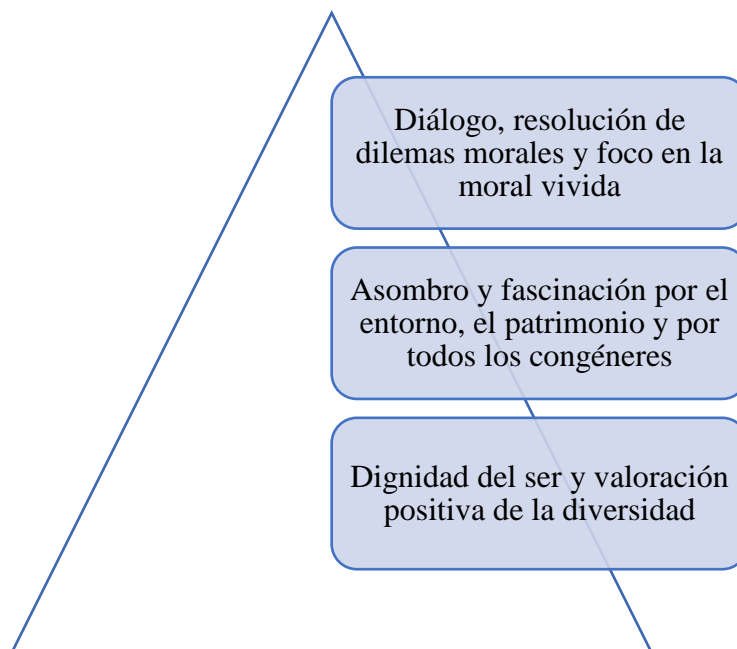 Diálogo, resolución de
dilemas morales y foco en la
moral vivida
Asombro y fascinación por el
entorno, el patrimonio y por
todos los congéneres
Dignidad del ser y valoración
positiva de la diversidad